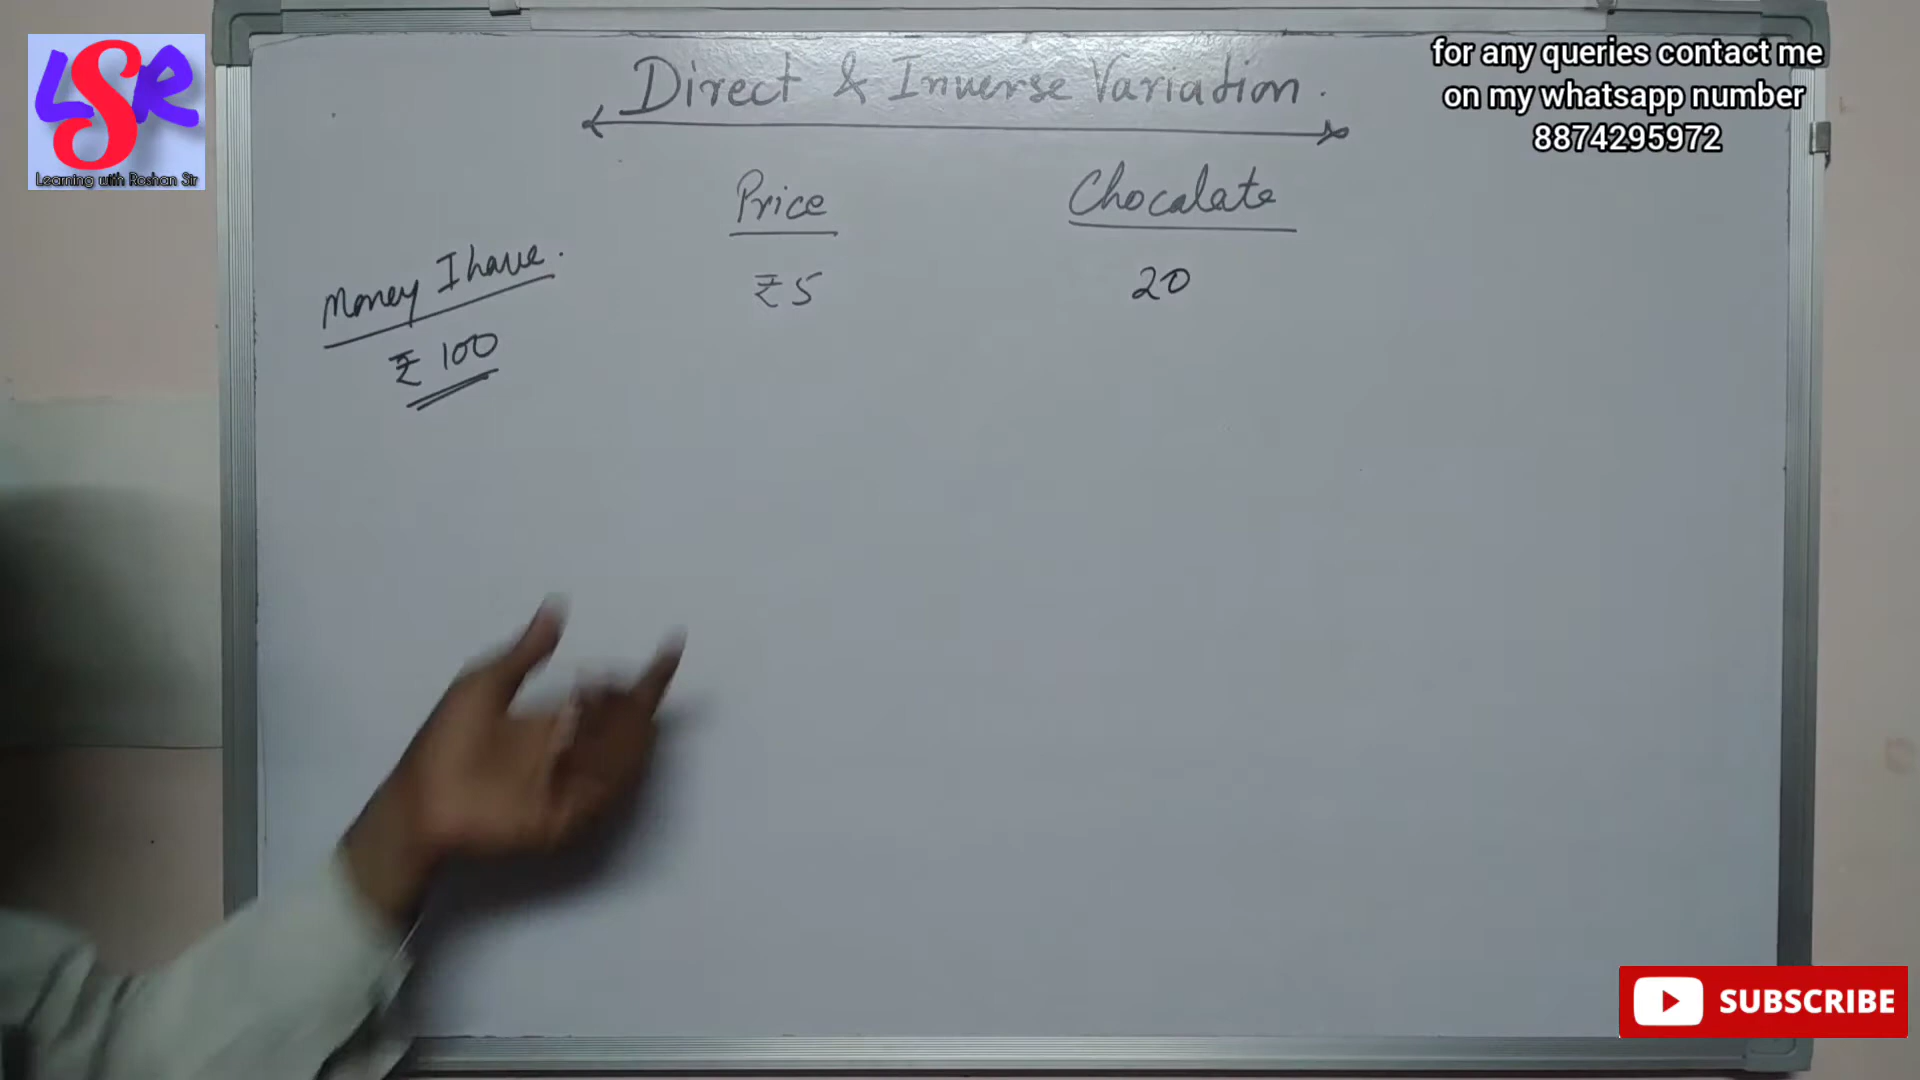 LSR
Learning with Roshan Sir
for any queries contact me
on my whatsapp number
8874295972
Direct & Inverse Variation.
Price Chocalate
Money I have.
₹5 20
₹ 100
SUBSCRIBE